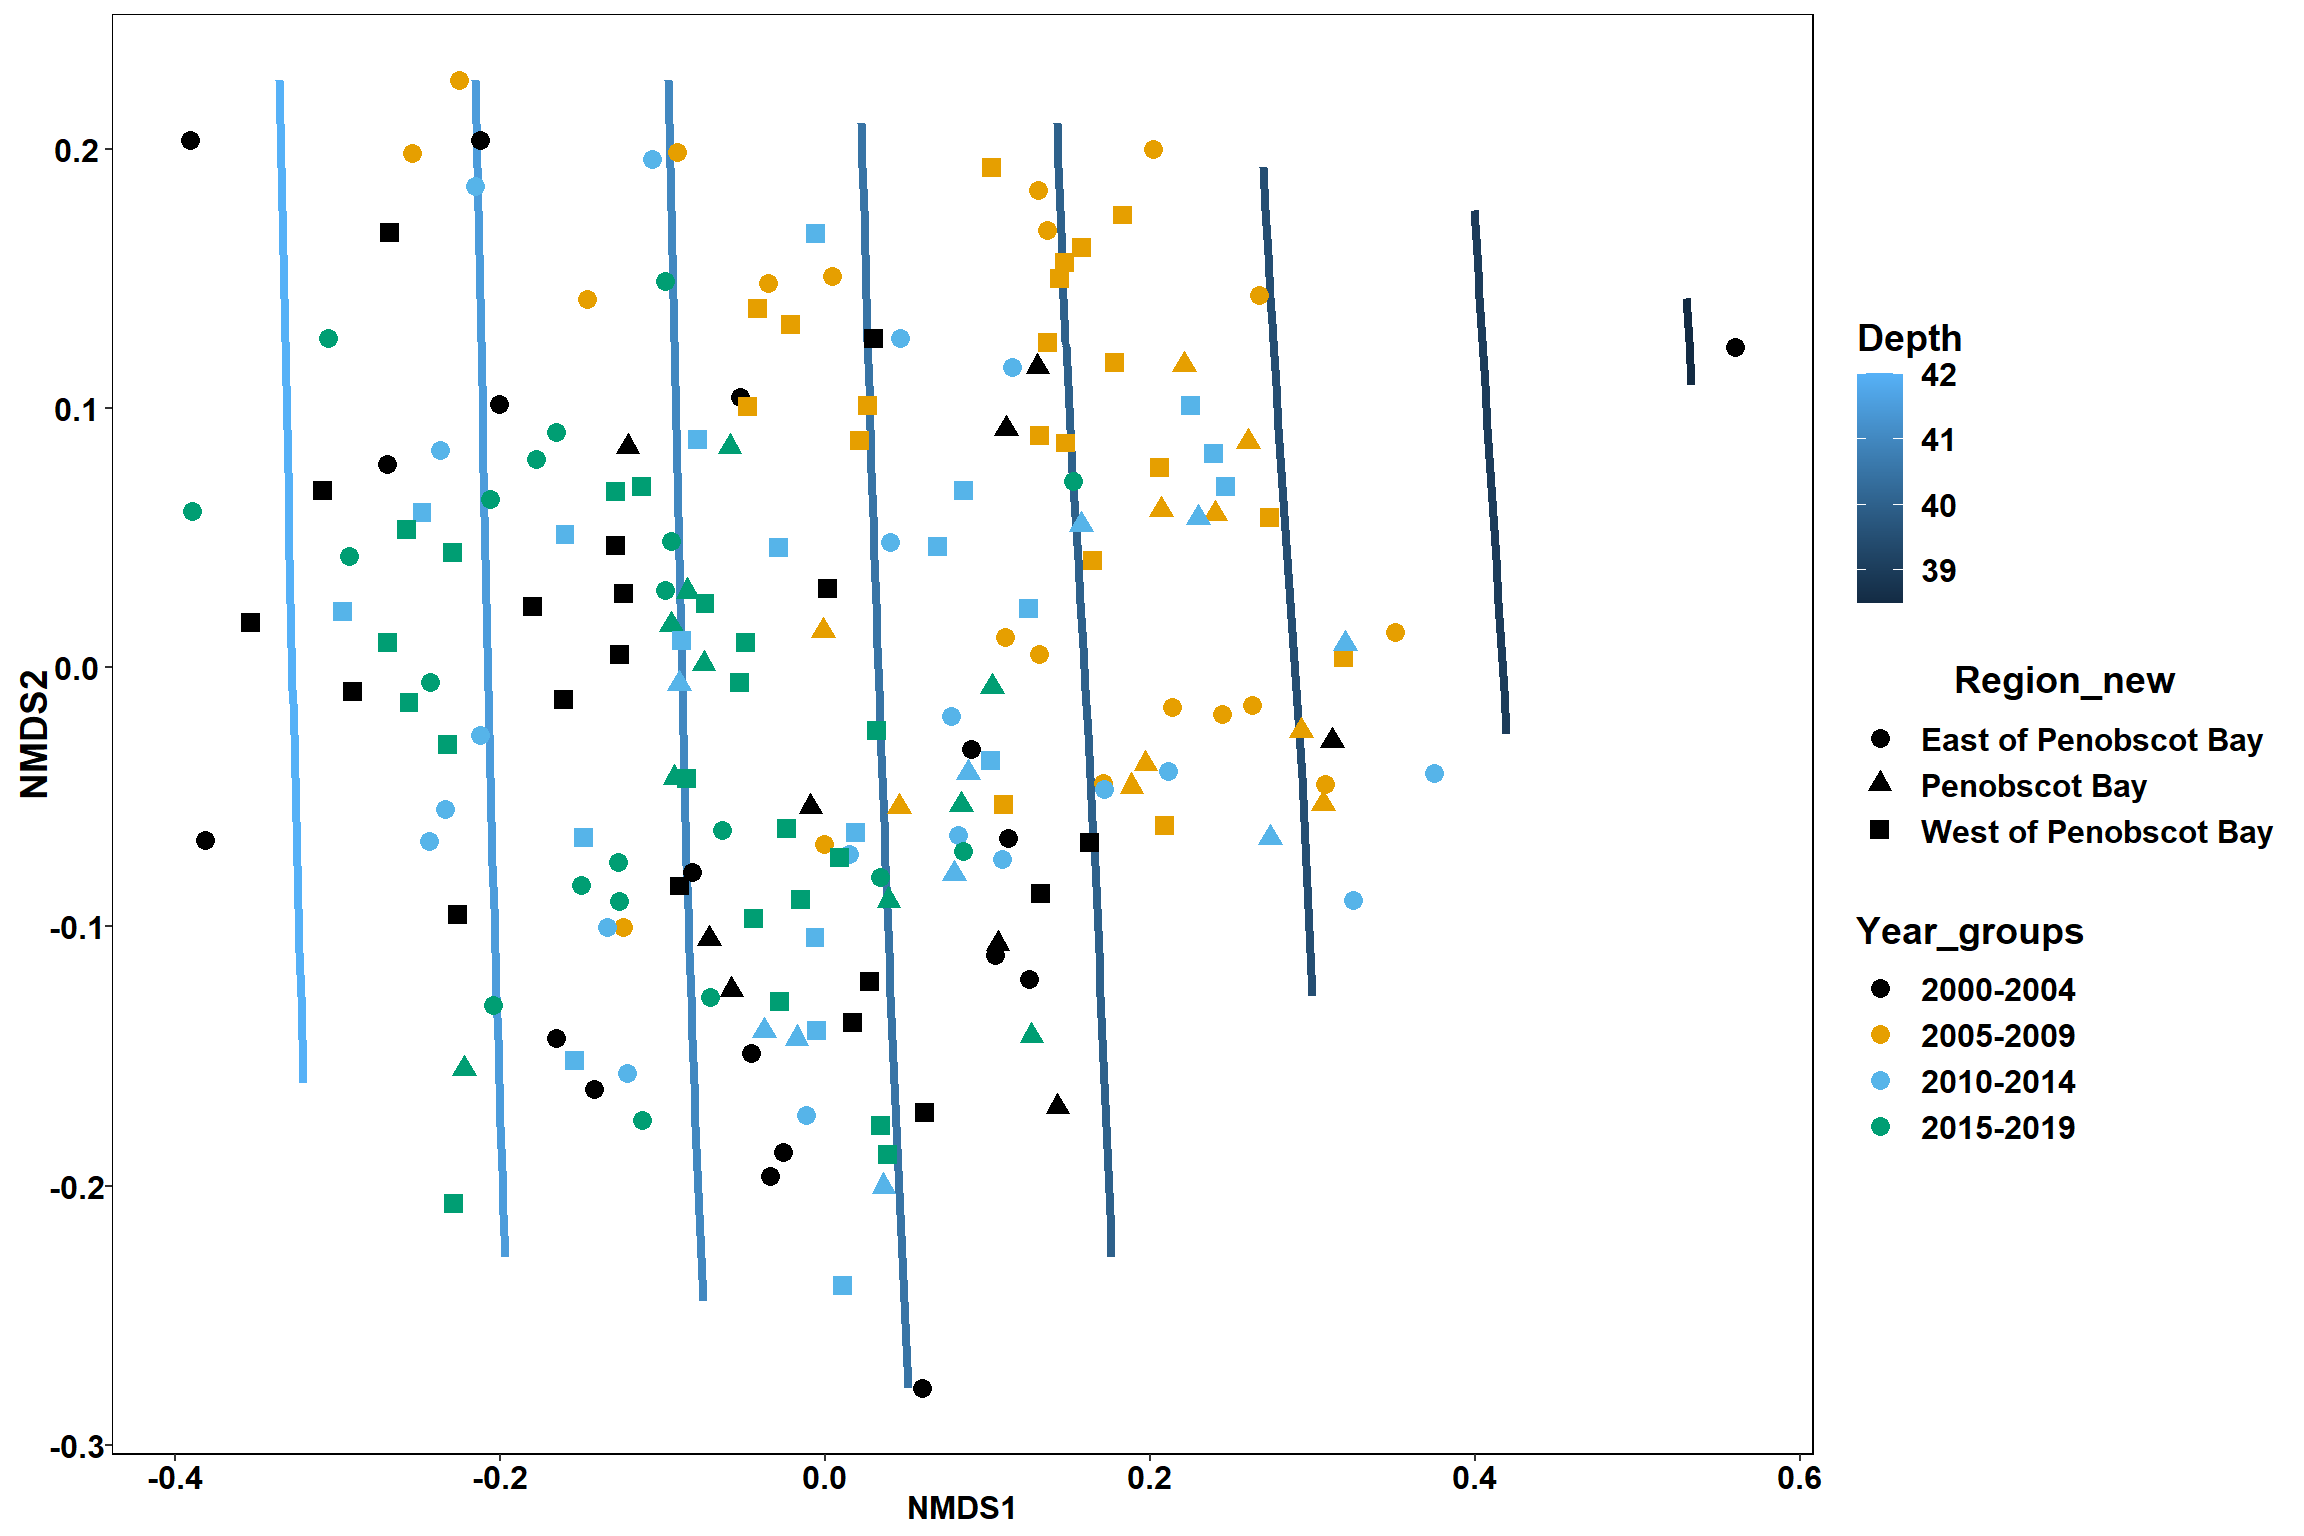 0.2
0.1
0.0
-0.1
-0.2
-0.3
NMDS2
-0.4
-0.2
0.0
0.2
0.4
0.6
NMDS1
Depth
42
41
40
39
Region_new
East of Penobscot Bay
Penobscot Bay
West of Penobscot Bay
Year_groups
2000-2004
2005-2009
2010-2014
2015-2019